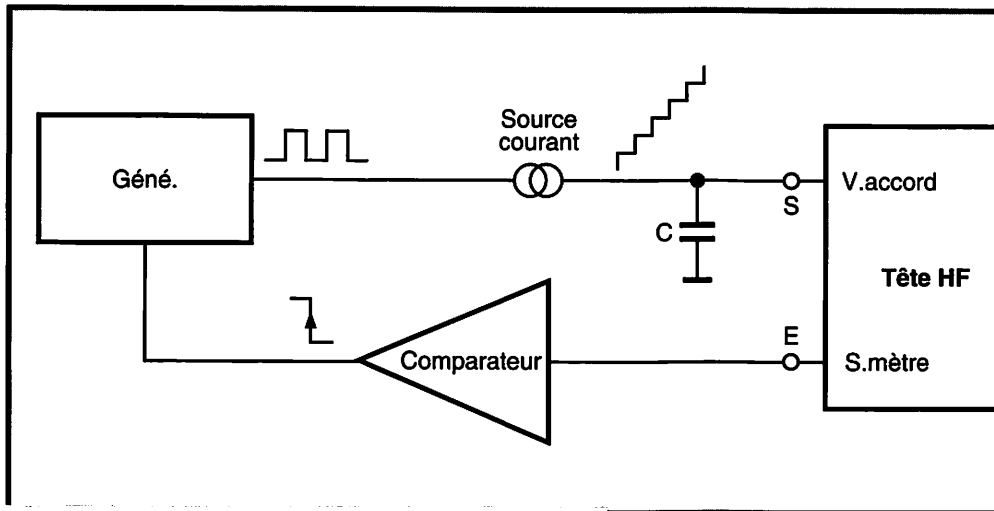 Géné.
Source
courant
V.accord
S
C
Tête HF
E
Comparateur
S.mètre